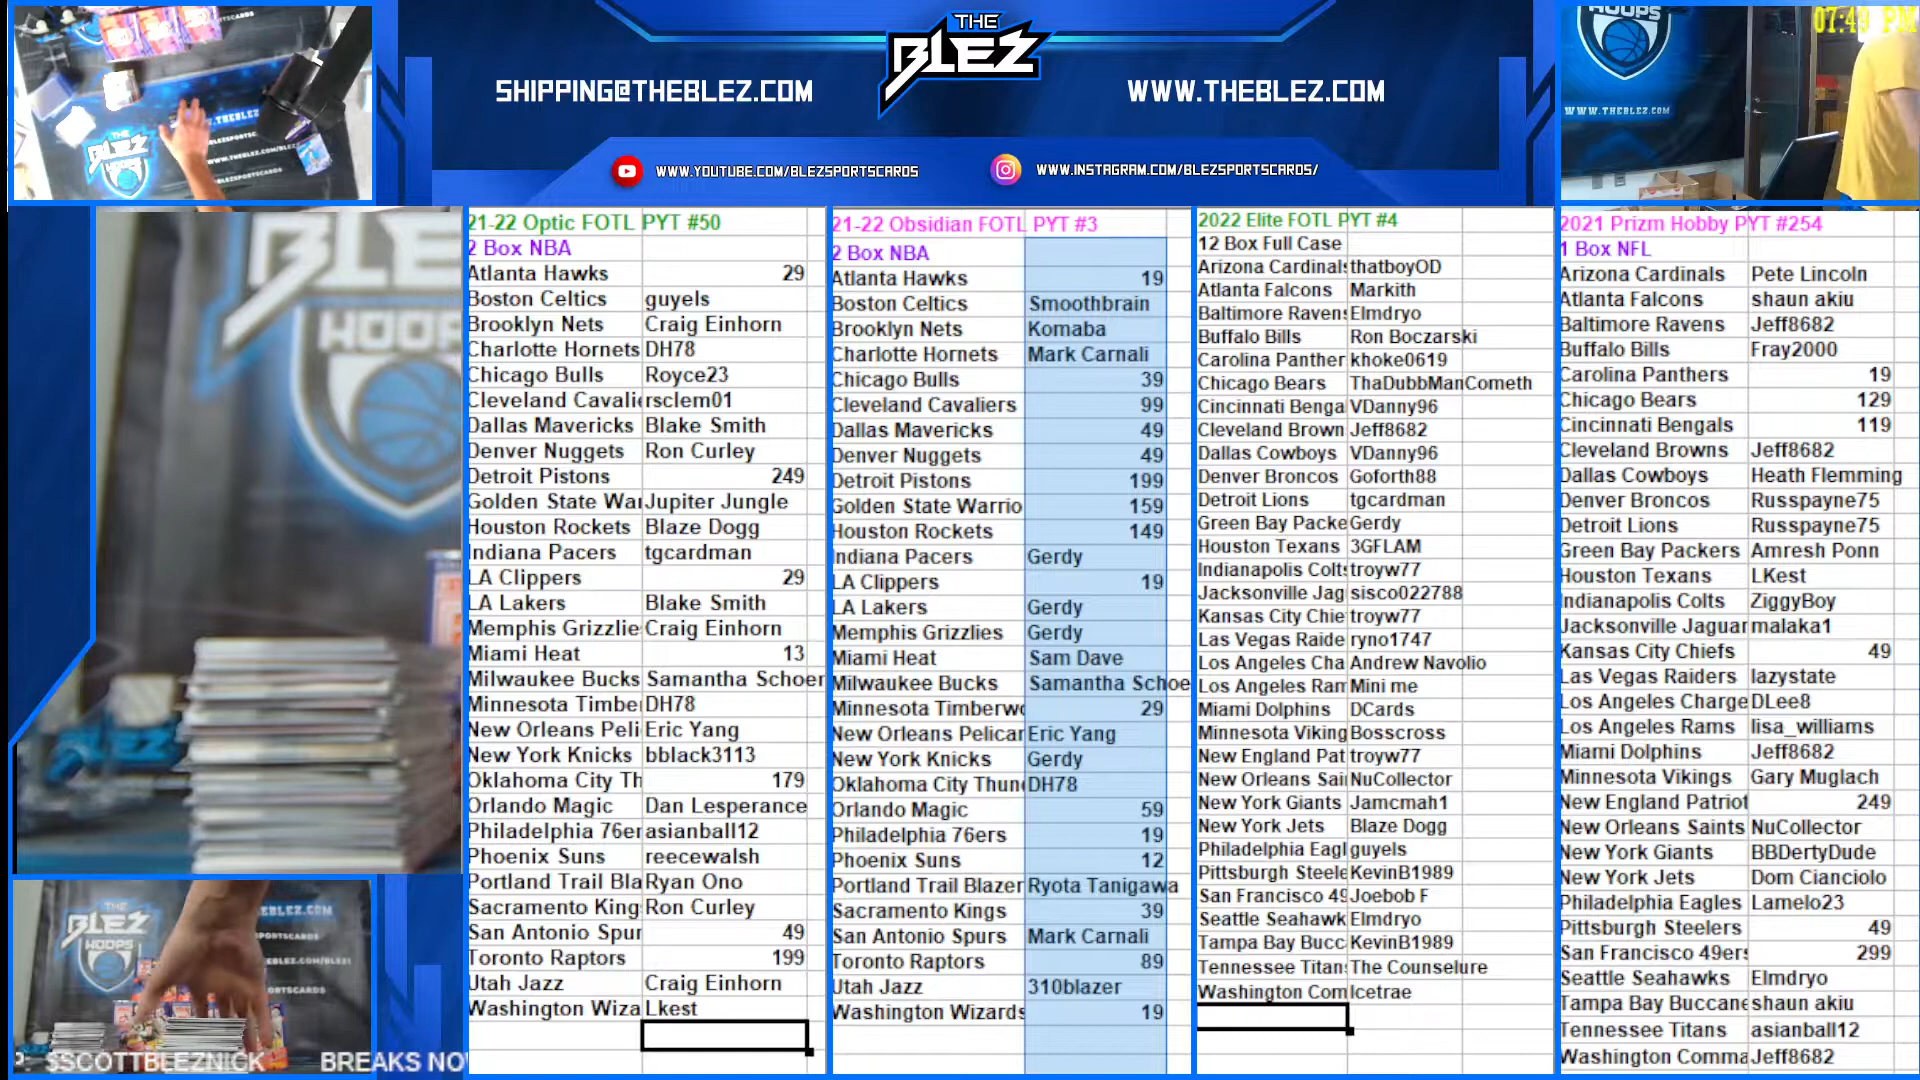 THE
BLEZ
SHIPPING@THEBLEZ.COM
WWW.THEBLEZ.COM
WWW.YOUTUBE.COM/BLEZSPORTSCARDS
WWW.INSTAGRAM.COM/BLEZSPORTSCARDS/
HOOPS
WWW.THEBLEZ.COM
21-22 Optic FOTL PYT #50
2 Box NBA
Atlanta Hawks 29
Boston Celtics guyels
Brooklyn Nets Craig Einhorn
Charlotte Hornets DH78
Chicago Bulls Royce23
Cleveland Cavalie rsclem01
Dallas Mavericks Blake Smith
Denver Nuggets Ron Curley
Detroit Pistons 249
Golden State Wa Jupiter Jungle
Houston Rockets Blaze Dogg
Indiana Pacers tgcardman
LA Clippers 29
LA Lakers Blake Smith
Memphis Grizzlie Craig Einhorn
Miami Heat 13
Milwaukee Bucks Samantha Schoer
Minnesota Timbe DH78
New Orleans Peli Eric Yang
New York Knicks bblack3113
Oklahoma City Th 179
Orlando Magic Dan Lesperance
Philadelphia 76er asianball12
Phoenix Suns reecewalsh
Portland Trail Bla Ryan Ono
Sacramento King Ron Curley
San Antonio Spur 49
Toronto Raptors 199
Utah Jazz Craig Einhorn
Washington Wiza Lkest
21-22 Obsidian FOTL PYT #3
2 Box NBA
Atlanta Hawks 19
Boston Celtics Smoothbrain
Brooklyn Nets Komaba
Charlotte Hornets Mark Carnali
Chicago Bulls 39
Cleveland Cavaliers 99
Dallas Mavericks 49
Denver Nuggets 49
Detroit Pistons 199
Golden State Warrio 159
Houston Rockets 149
Indiana Pacers Gerdy
LA Clippers 19
LA Lakers Gerdy
Memphis Grizzlies Gerdy
Miami Heat Sam Dave
Milwaukee Bucks Samantha Schoe
Minnesota Timberwo 29
New Orleans Pelican Eric Yang
New York Knicks Gerdy
Oklahoma City Thun DH78
Orlando Magic 59
Philadelphia 76ers 19
Phoenix Suns 12
Portland Trail Blazer Ryota Tanigawa
Sacramento Kings 39
San Antonio Spurs Mark Carnali
Toronto Raptors 89
Utah Jazz 310blazer
Washington Wizards 19
2022 Elite FOTL PYT #4
12 Box Full Case
Arizona Cardinals thatboyOD
Atlanta Falcons Markith
Baltimore Ravens Elmdryo
Buffalo Bills Ron Boczarski
Carolina Panther khoke0619
Chicago Bears ThaDubbManCometh
Cincinnati Benga VDanny96
Cleveland Brown Jeff8682
Dallas Cowboys VDanny96
Denver Broncos Goforth88
Detroit Lions tgcardman
Green Bay Packe Gerdy
Houston Texans 3GFLAM
Indianapolis Colts troyw77
Jacksonville Jag sisco022788
Kansas City Chie troyw77
Las Vegas Raide ryno1747
Los Angeles Cha Andrew Navolio
Los Angeles Ram Mini me
Miami Dolphins DCards
Minnesota Viking Bosscross
New England Pat troyw77
New Orleans Sai NuCollector
New York Giants Jamcmah1
New York Jets Blaze Dogg
Philadelphia Eagl guyels
Pittsburgh Steele KevinB1989
San Francisco 49 Joebob F
Seattle Seahawk Elmdryo
Tampa Bay Bucc KevinB1989
Tennessee Titans The Counselure
Washington Com Icetrae
2021 Prizm Hobby PYT #254
1 Box NFL
Arizona Cardinals Pete Lincoln
Atlanta Falcons shaun akiu
Baltimore Ravens Jeff8682
Buffalo Bills Fray2000
Carolina Panthers 19
Chicago Bears 129
Cincinnati Bengals 119
Cleveland Browns Jeff8682
Dallas Cowboys Heath Flemming
Denver Broncos Russpayne75
Detroit Lions Russpayne75
Green Bay Packers Amresh Ponn
Houston Texans LKest
Indianapolis Colts ZiggyBoy
Jacksonville Jaguar malaka1
Kansas City Chiefs 49
Las Vegas Raiders lazystate
Los Angeles Charge DLee8
Los Angeles Rams lisa_williams
Miami Dolphins Jeff8682
Minnesota Vikings Gary Muglach
New England Patriot 249
New Orleans Saints NuCollector
New York Giants BBDertyDude
New York Jets Dom Cianciolo
Philadelphia Eagles Lamelo23
Pittsburgh Steelers 49
San Francisco 49ers 299
Seattle Seahawks Elmdryo
Tampa Bay Buccane shaun akiu
Tennessee Titans asianball12
Washington Comma Jeff8682
THE
BLEZ
HOOPS
$SCOTTBLEZNICK BREAKS NO